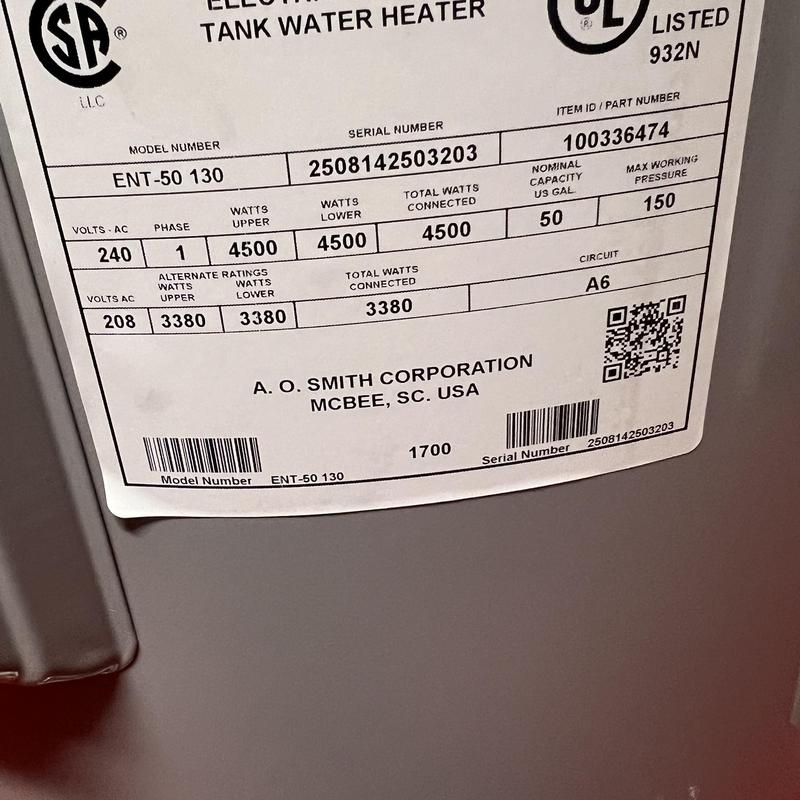 TANK WATER HEATER
SA ®
LLC
UL ®
LISTED
932N
MODEL NUMBER SERIAL NUMBER ITEM ID / PART NUMBER
ENT-50 130 2508142503203 100336474
VOLTS - AC PHASE WATTS UPPER WATTS LOWER TOTAL WATTS CONNECTED NOMINAL CAPACITY US GAL. MAX WORKING PRESSURE
240 1 4500 4500 4500 50 150
ALTERNATE RATINGS
VOLTS AC WATTS UPPER WATTS LOWER TOTAL WATTS CONNECTED CIRCUIT
208 3380 3380 3380 A6
A. O. SMITH CORPORATION
MCBEE, SC. USA
1700
Model Number ENT-50 130
Serial Number 2508142503203